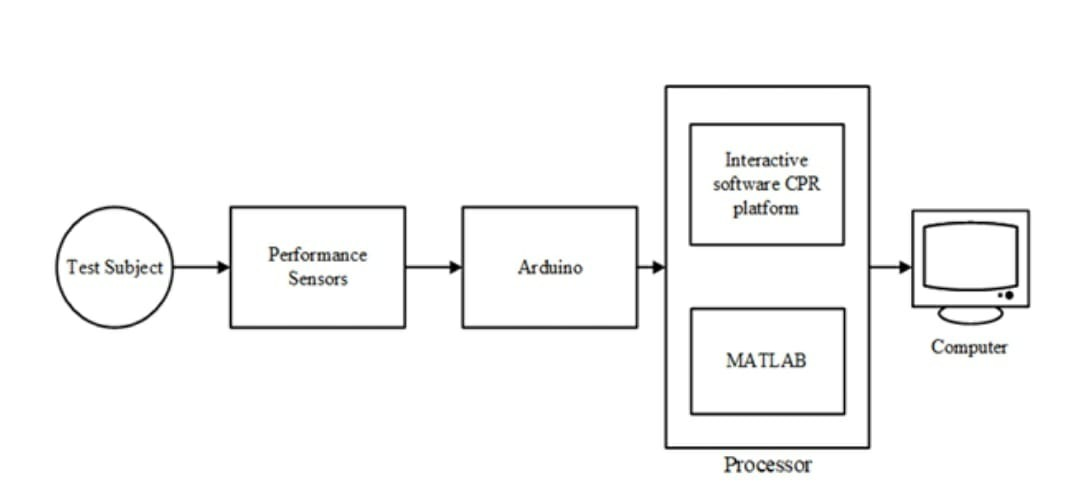 Test Subject
Performance
Sensors
Arduino
Interactive
software CPR
platform
MATLAB
Processor
Computer